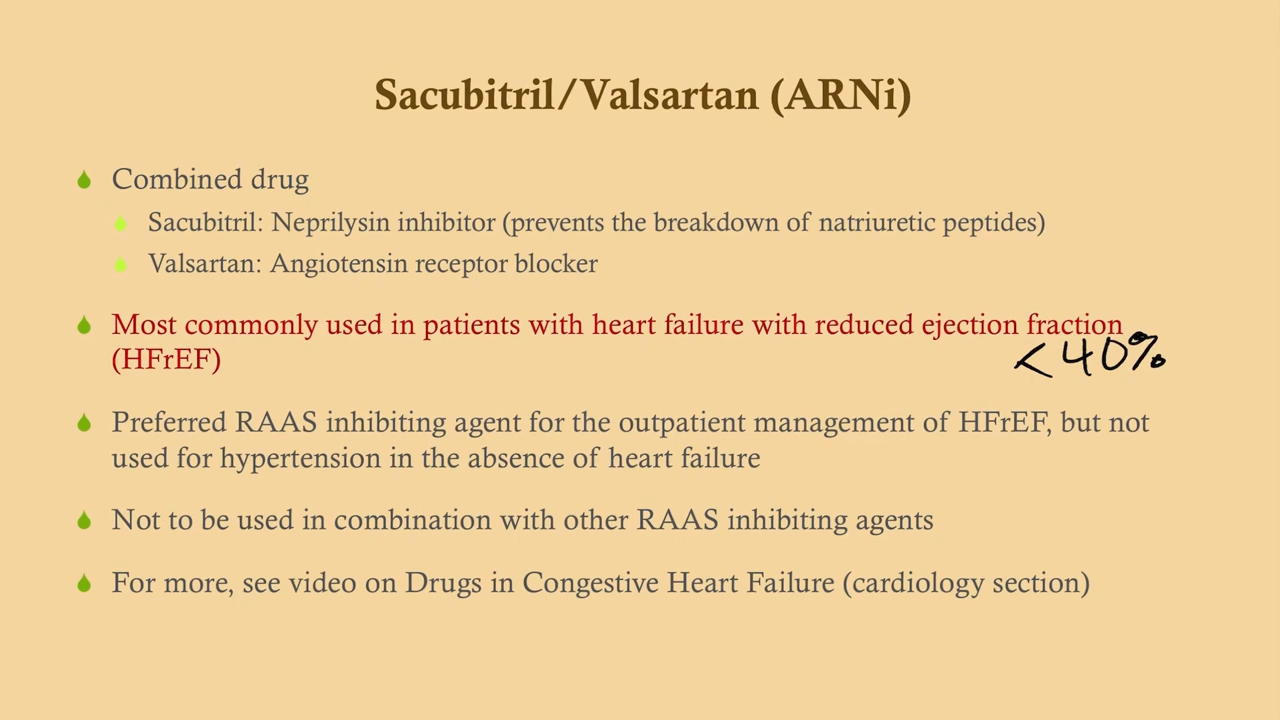 Sacubitril/Valsartan (ARNi)
Combined drug
Sacubitril: Neprilysin inhibitor (prevents the breakdown of natriuretic peptides)
Valsartan: Angiotensin receptor blocker
Most commonly used in patients with heart failure with reduced ejection fraction
(HFrEF)
<40%
Preferred RAAS inhibiting agent for the outpatient management of HFrEF, but not
used for hypertension in the absence of heart failure
Not to be used in combination with other RAAS inhibiting agents
For more, see video on Drugs in Congestive Heart Failure (cardiology section)